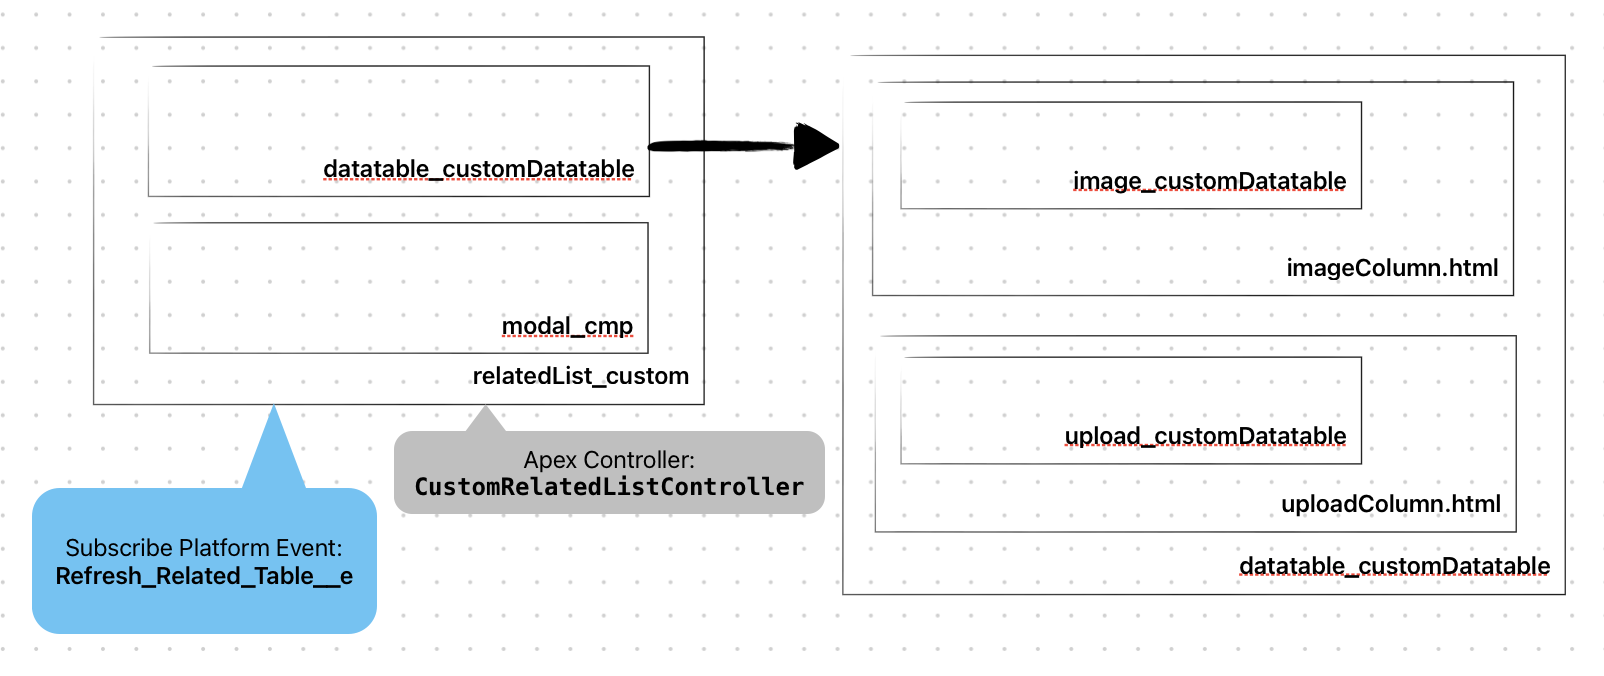 datatable_customDatatable
modal_cmp
relatedList_custom
Apex Controller:
CustomRelatedListController
Subscribe Platform Event:
Refresh_Related_Table__e
image_customDatatable
imageColumn.html
upload_customDatatable
uploadColumn.html
datatable_customDatatable